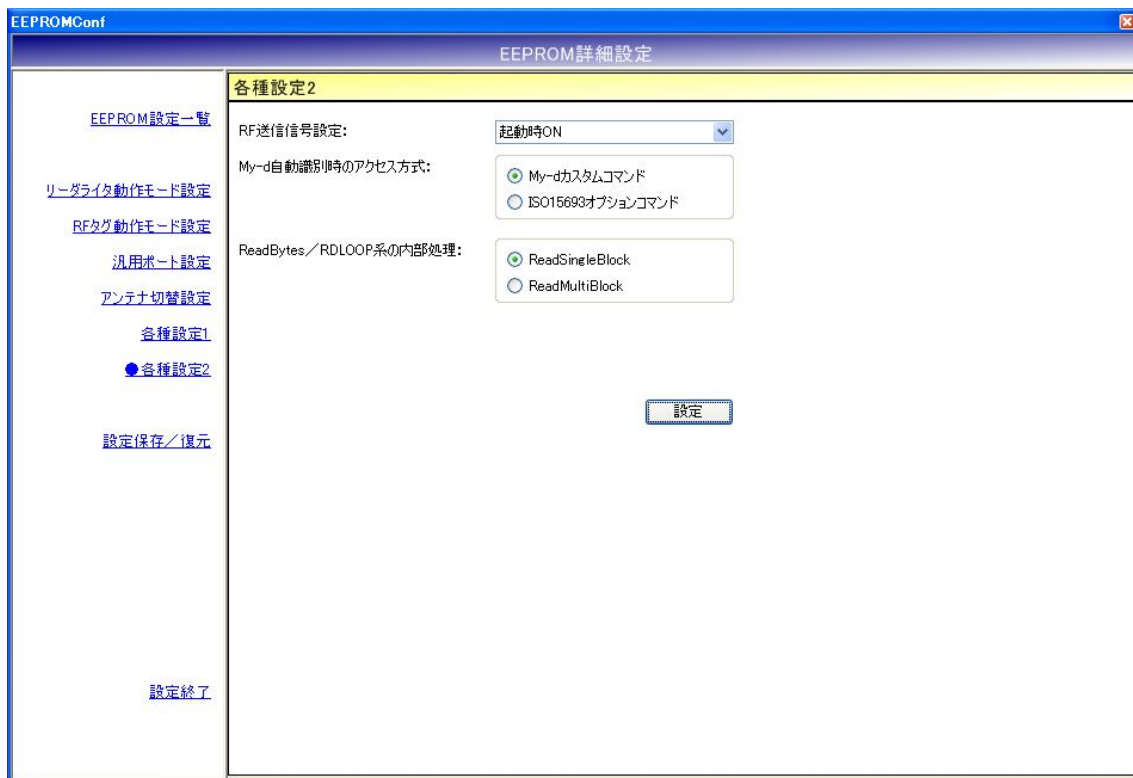 EEPROMConf
EEPROM詳細設定
EEPROM設定一覧
リーダライタ動作モード設定
RFタグ動作モード設定
汎用ポート設定
アンテナ切替設定
各種設定1
●各種設定2
設定保存／復元
設定終了
各種設定2
RF送信信号設定: 起動時ON
My-d自動識別時のアクセス方式:
My-dカスタムコマンド
ISO15693オプションコマンド
ReadBytes／RDLOOP系の内部処理:
ReadSingleBlock
ReadMultiBlock
設定